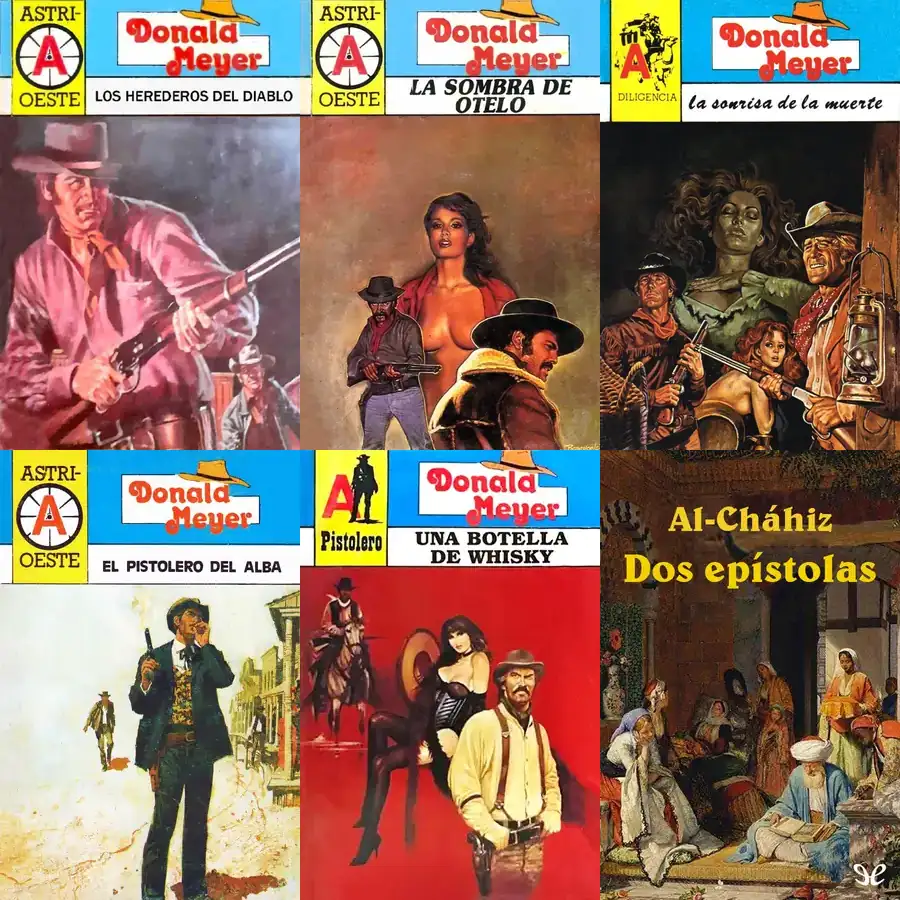 ASTRI-
A
OESTE
Donald
Meyer
LOS HEREDEROS DEL DIABLO
ASTRI-
A
OESTE
Donald
Meyer
LA SOMBRA DE
OTELO
A
DILIGENCIA
Donald
Meyer
la sonrisa de la muerte
ASTRI-
A
OESTE
Donald
Meyer
EL PISTOLERO DEL ALBA
A
Pistolero
Donald
Meyer
UNA BOTELLA
DE WHISKY
Al-Cháhiz
Dos epístolas